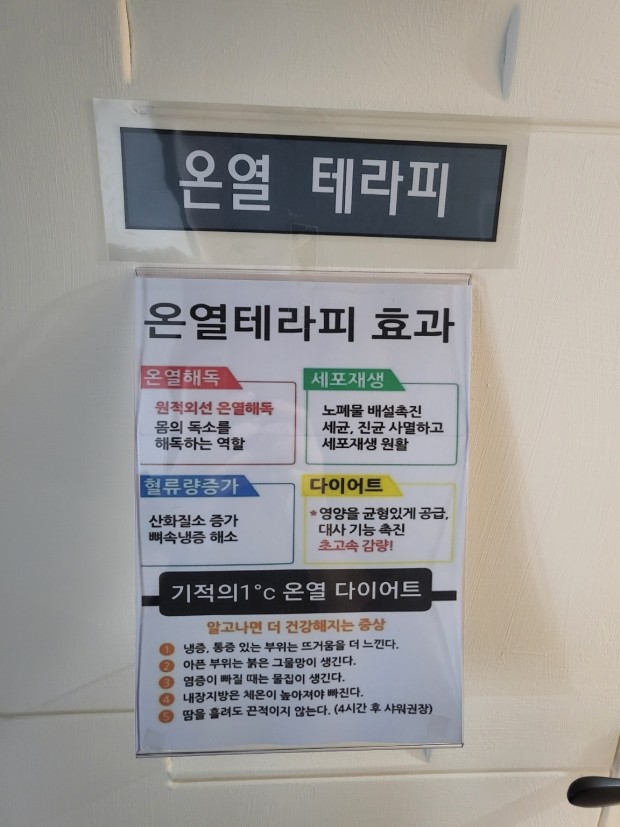 온열 테라피
온열테라피 효과
온열해독
원적외선 온열해독
몸의 독소를
해독하는 역할
세포재생
노폐물 배설촉진
세균, 진균 사멸하고
세포재생 원활
혈류량증가
산화질소 증가
뼈속냉증 해소
다이어트
*영양을 균형있게 공급,
대사 기능 촉진
초고속 감량!
기적의1°c 온열 다이어트
알고나면 더 건강해지는 증상
1 냉증, 통증 있는 부위는 뜨거움을 더 느낀다.
2 아픈 부위는 붉은 그물망이 생긴다.
3 염증이 빠질 때는 물집이 생긴다.
4 내장지방은 체온이 높아져야 빠진다.
5 땀을 흘려도 끈적이지 않는다. (4시간 후 샤워권장)